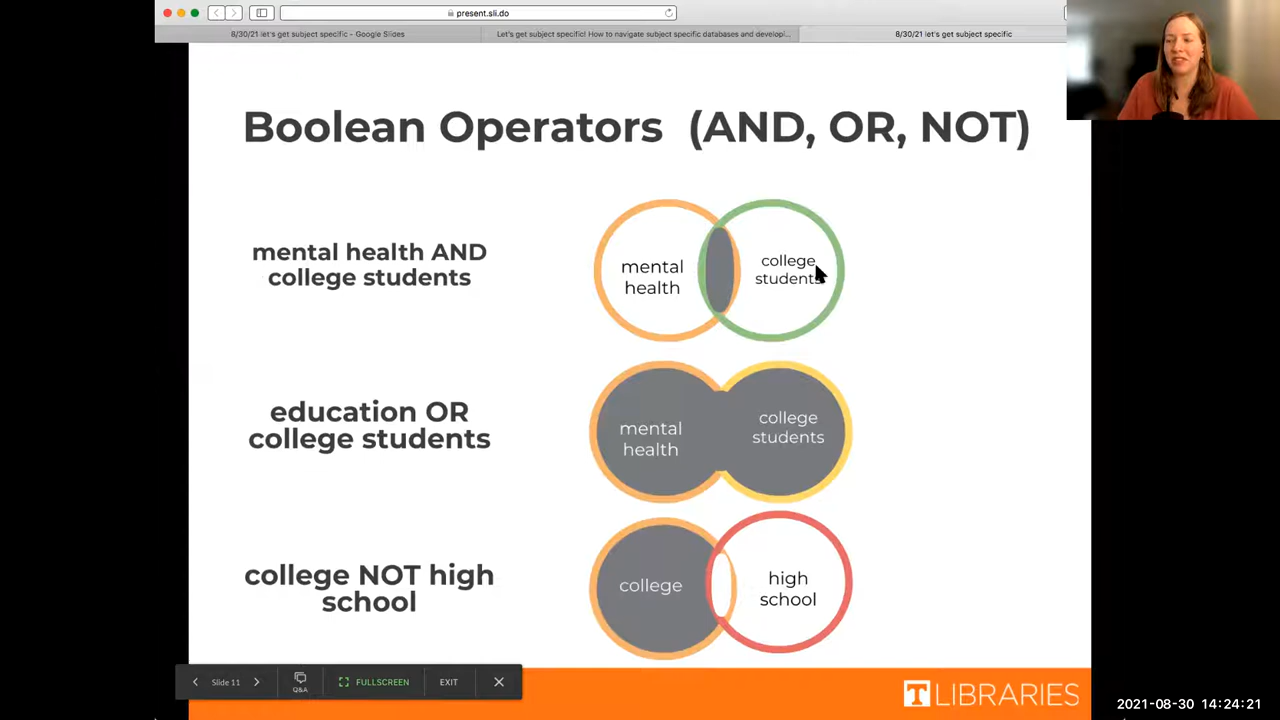 present.sli.do
8/30/21 let's get subject specific - Google Slides
Let's get subject specific! How to navigate subject specific databases and developi...
8/30/21 let's get subject specific
Boolean Operators (AND, OR, NOT)
mental health AND
college students
mental
health
college
students
education OR
college students
mental
health
college
students
college NOT high
school
college
high
school
Slide 11
Q&A
FULLSCREEN
EXIT
T LIBRARIES
2021-08-30 14:24:21